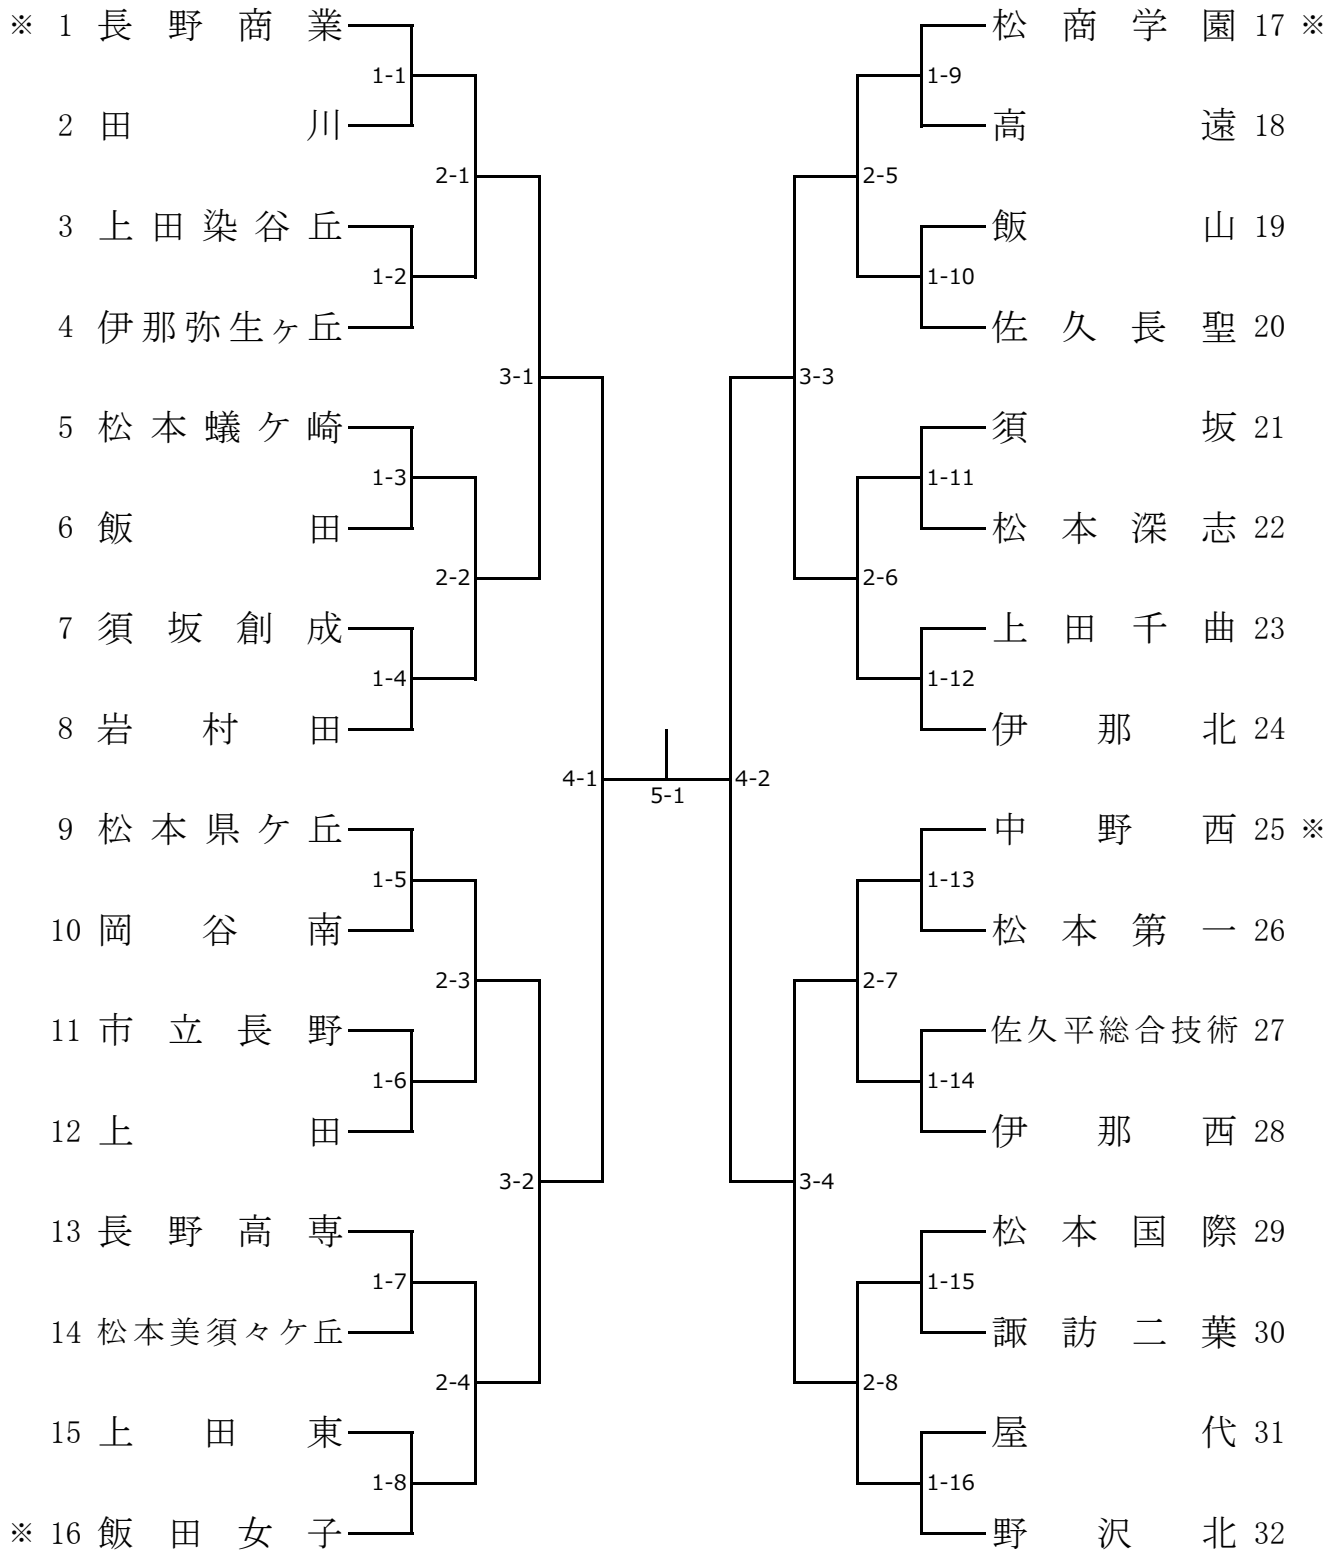 ※ 1 長野商業
1-1
2 田川
2-1
3 上田染谷丘
1-2
4 伊那弥生ヶ丘
3-1
5 松本蟻ケ崎
1-3
6 飯田
2-2
7 須坂創成
1-4
8 岩村田
4-1
9 松本県ケ丘
1-5
10 岡谷南
2-3
11 市立長野
1-6
12 上田
3-2
13 長野高専
1-7
14 松本美須々ケ丘
2-4
15 上田東
1-8
※ 16 飯田女子
5-1
松商学園 17 ※
1-9
高遠 18
2-5
飯山 19
1-10
佐久長聖 20
3-3
須坂 21
1-11
松本深志 22
2-6
上田千曲 23
1-12
伊那北 24
4-2
中野西 25 ※
1-13
松本第一 26
2-7
佐久平総合技術 27
1-14
伊那西 28
3-4
松本国際 29
1-15
諏訪二葉 30
2-8
屋代 31
1-16
野沢北 32